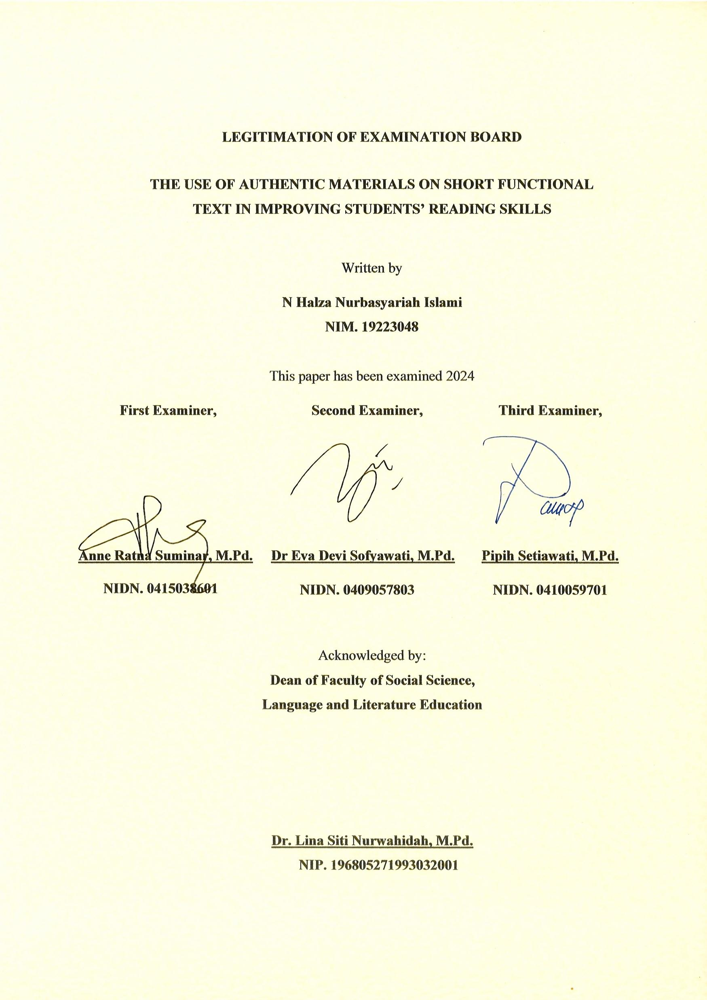 LEGITIMATION OF EXAMINATION BOARD
THE USE OF AUTHENTIC MATERIALS ON SHORT FUNCTIONAL
TEXT IN IMPROVING STUDENTS’ READING SKILLS
Written by
N Halza Nurbasyariah Islami
NIM. 19223048
This paper has been examined 2024
First Examiner, Second Examiner, Third Examiner,
Anne Ratna Suminar, M.Pd. Dr Eva Devi Sofyawati, M.Pd. Pipih Setiawati, M.Pd.
NIDN. 0415038601 NIDN. 0409057803 NIDN. 0410059701
Acknowledged by:
Dean of Faculty of Social Science,
Language and Literature Education
Dr. Lina Siti Nurwahidah, M.Pd.
NIP. 196805271993032001